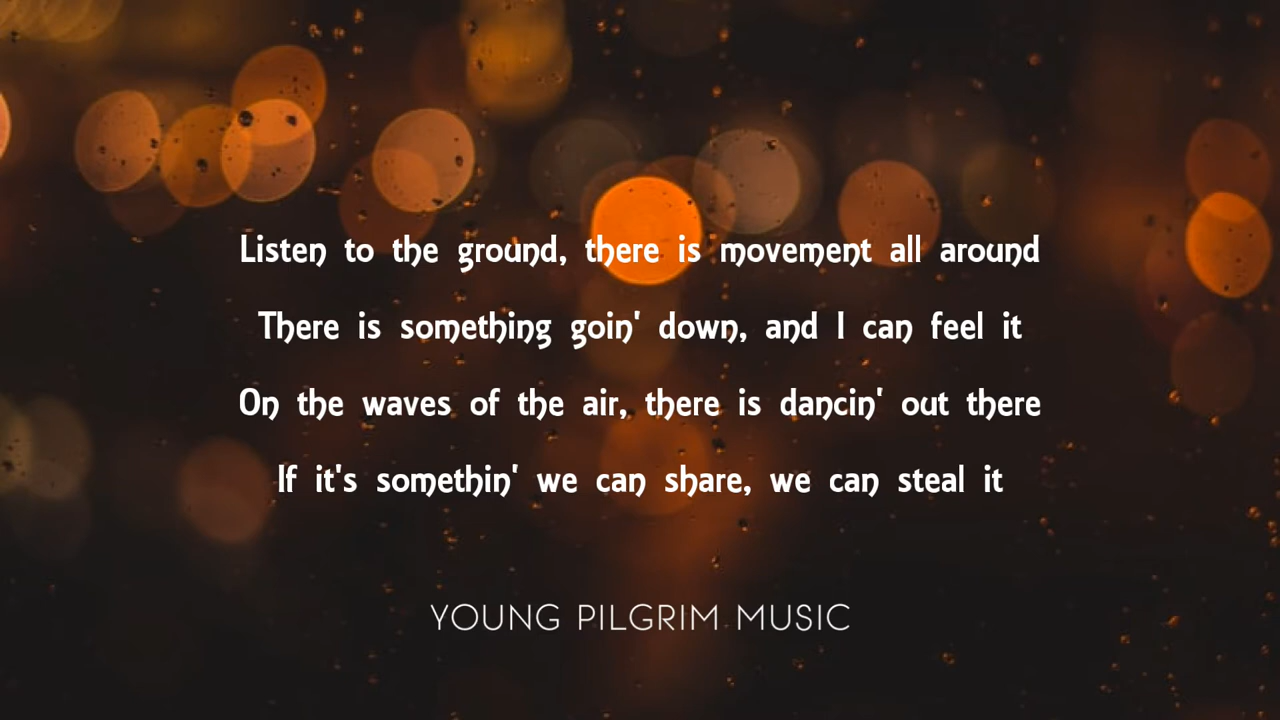 Listen to the ground, there is movement all around
There is something goin' down, and I can feel it
On the waves of the air, there is dancin' out there
If it's somethin' we can share, we can steal it
YOUNG PILGRIM MUSIC